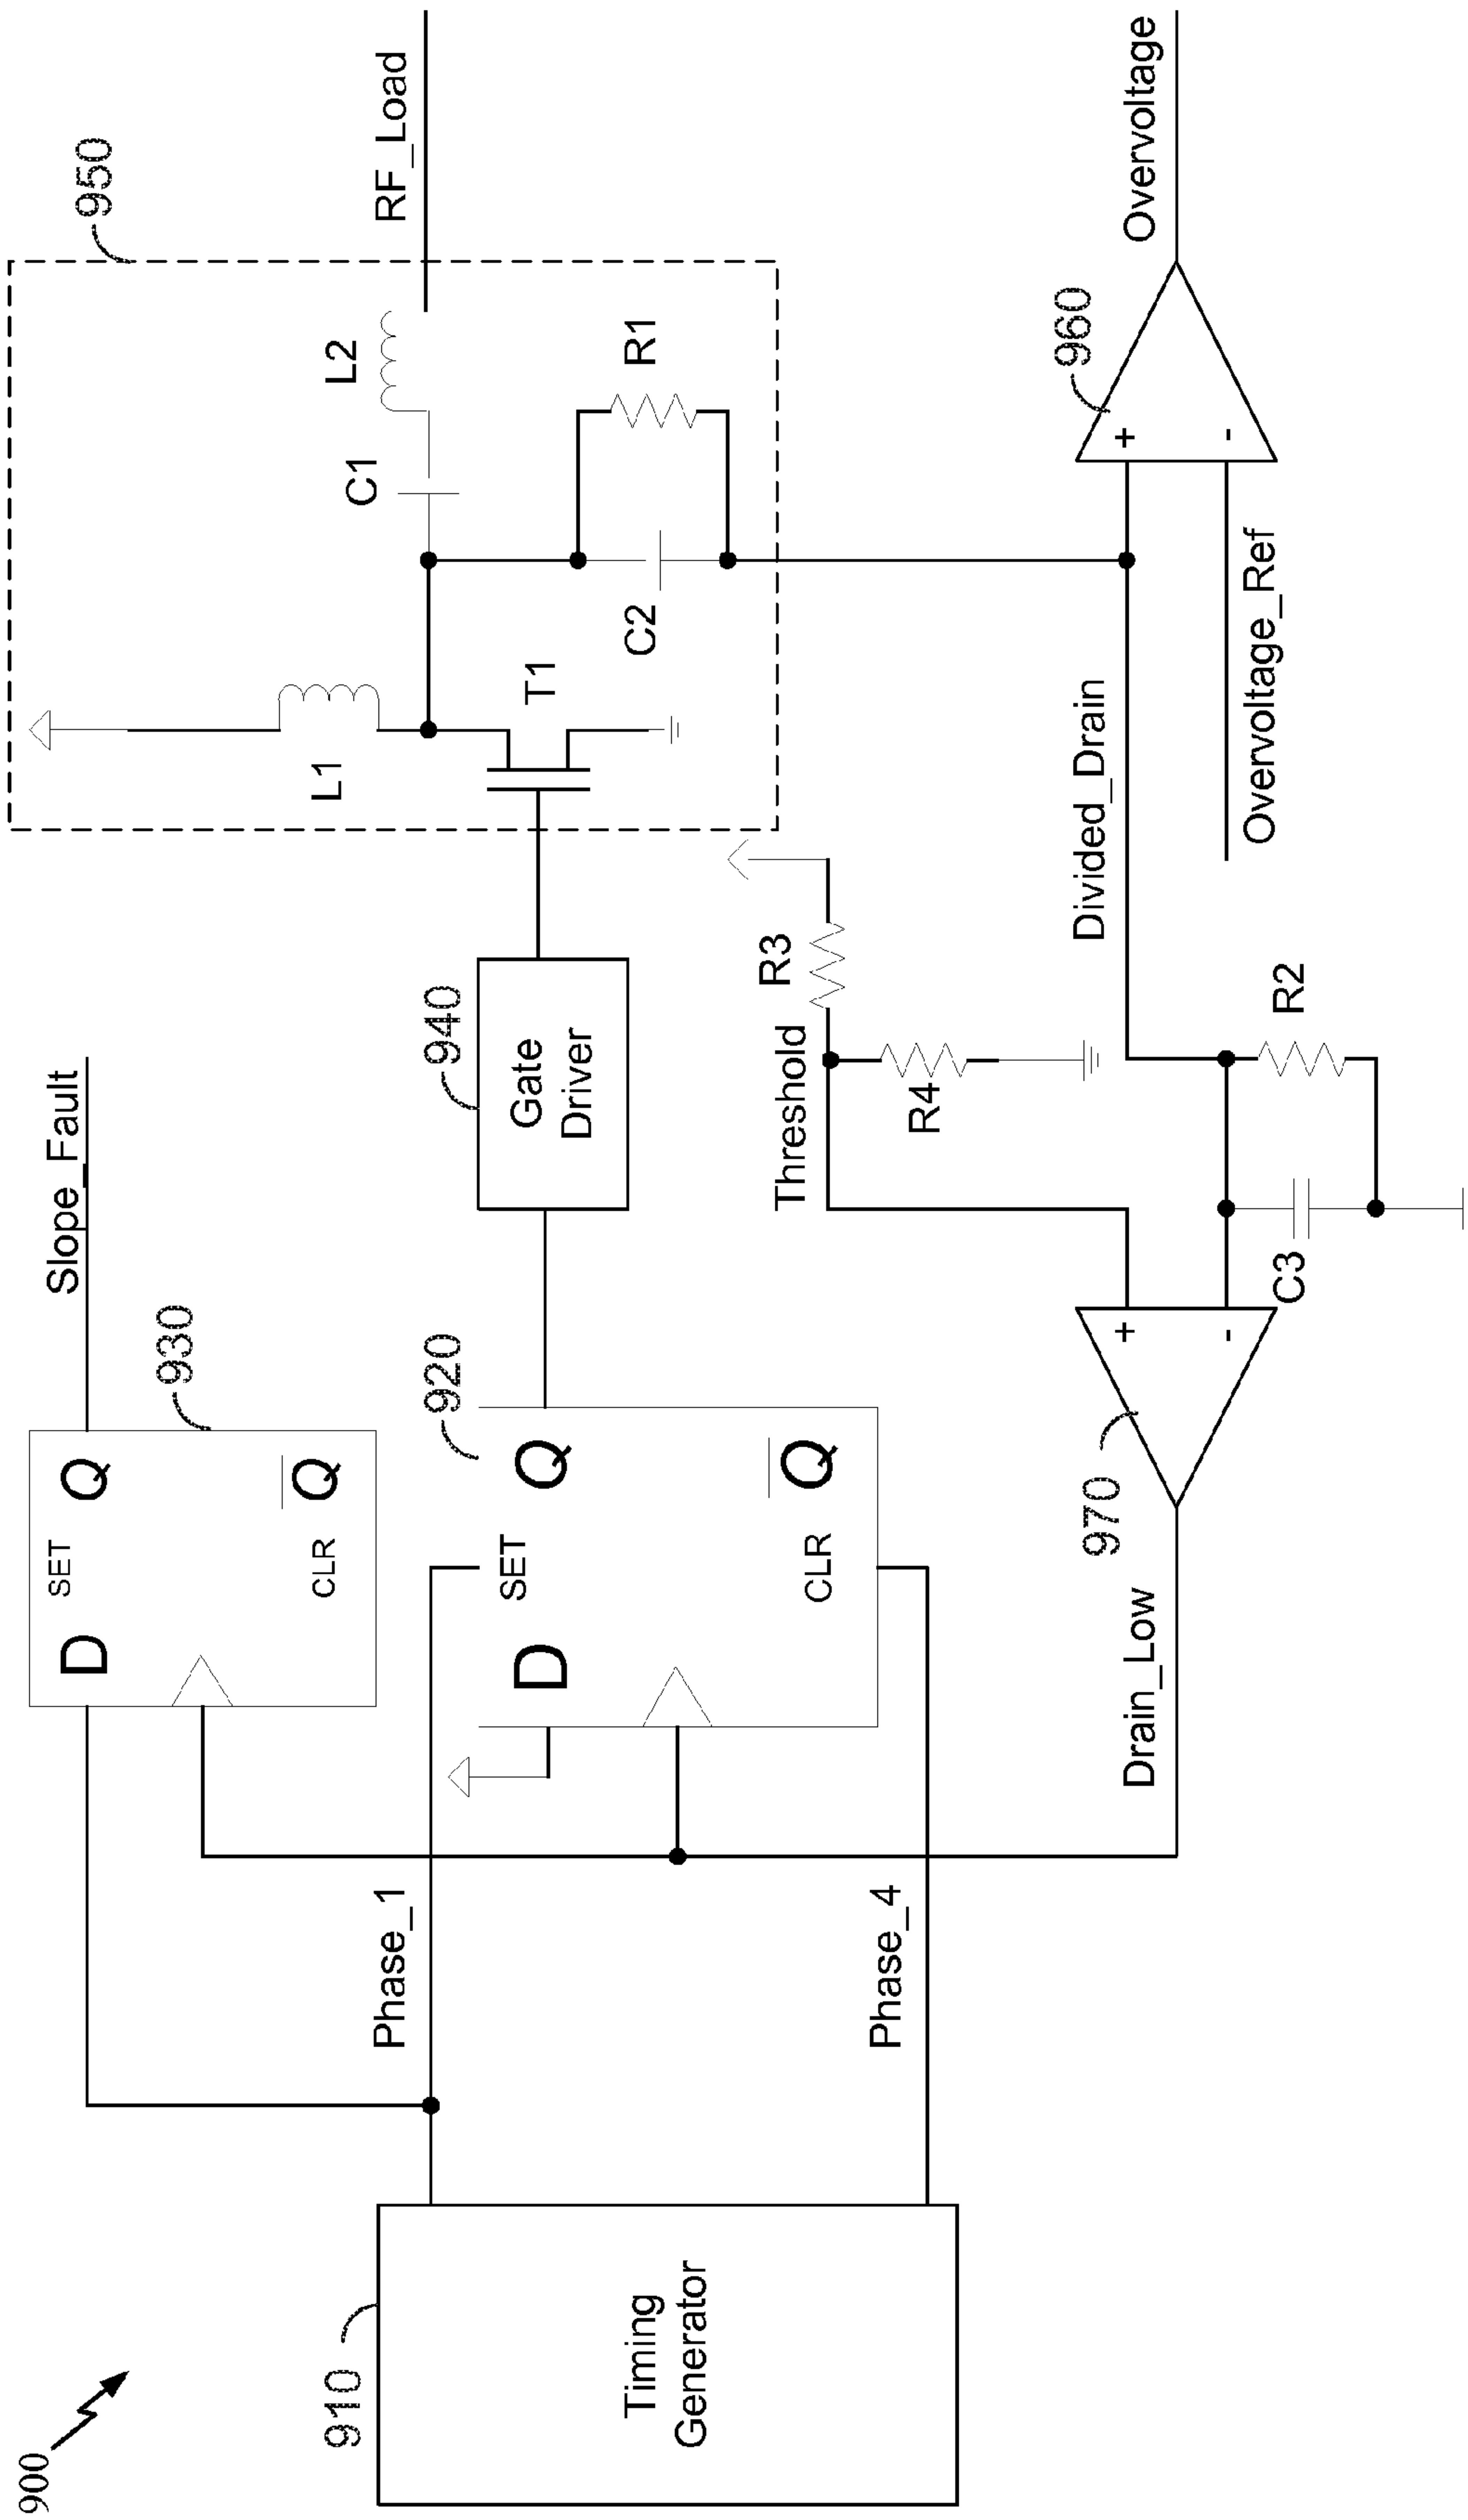 900
910
Timing
Generator
Phase_1
Phase_4
D
SET
Q
CLR
Q
930
Slope_Fault
D
SET
Q
CLR
Q
920
940
Gate
Driver
950
L1
T1
C1
L2
RF_Load
C2
R1
Threshold
R3
R4
Drain_Low
970
+
-
C3
R2
Divided_Drain
Overvoltage_Ref
+
-
960
Overvoltage